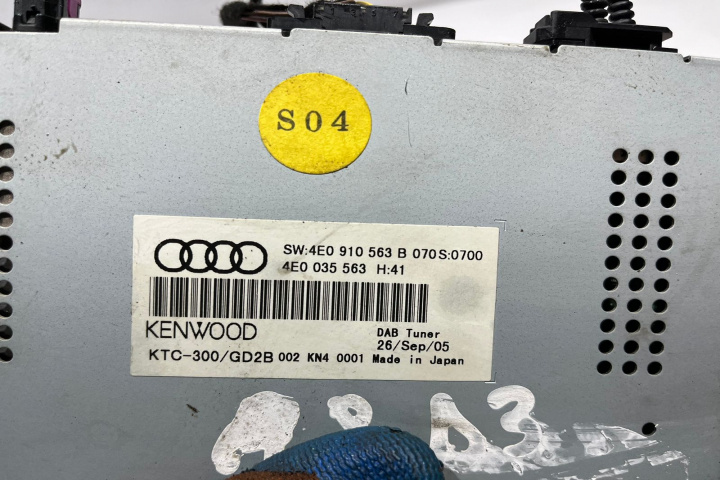 S04
SW:4E0 910 563 B 070S:0700
4E0 035 563 H:41
KENWOOD
DAB Tuner
26/Sep/05
KTC-300/GD2B 002 KN4 0001 Made in Japan